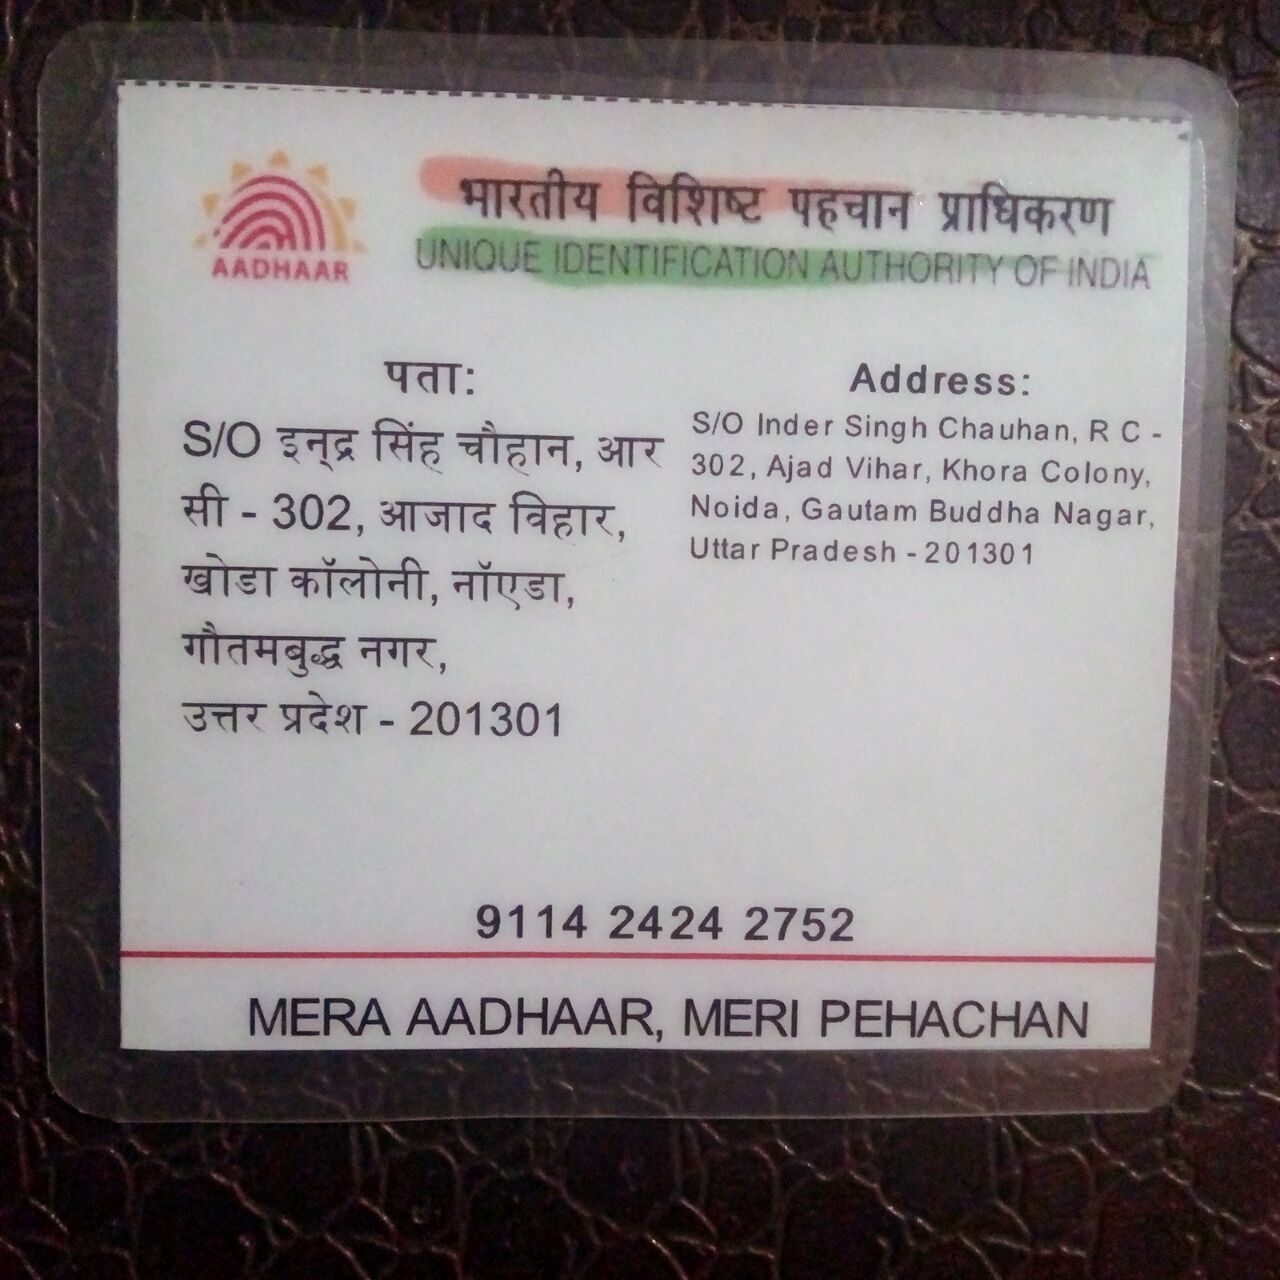 भारतीय विशिष्ट पहचान प्राधिकरण
UNIQUE IDENTIFICATION AUTHORITY OF INDIA
AADHAAR
पता:
S/O इन्द्र सिंह चौहान, आर
सी - 302, आजाद विहार,
खोडा कॉलोनी, नॉएडा,
गौतमबुद्ध नगर,
उत्तर प्रदेश - 201301
Address:
S/O Inder Singh Chauhan, R C -
302, Ajad Vihar, Khora Colony,
Noida, Gautam Buddha Nagar,
Uttar Pradesh - 201301
9114 2424 2752
MERA AADHAAR, MERI PEHACHAN